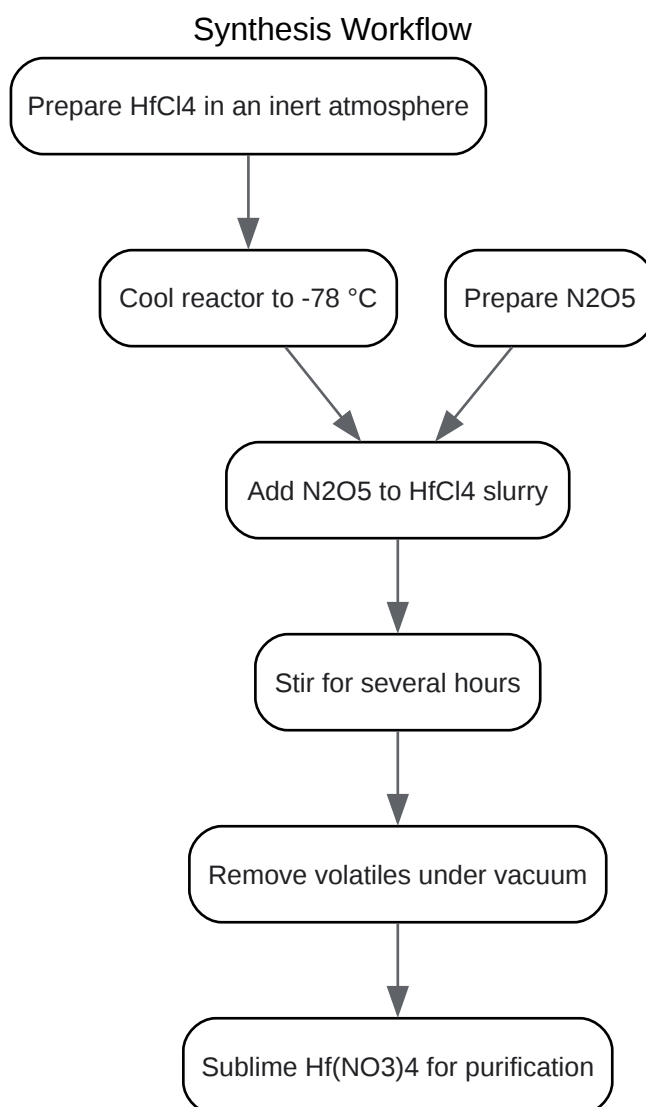 Synthesis Workflow
Prepare HfCl4 in an inert atmosphere
Cool reactor to -78 °C
Prepare N2O5
Add N2O5 to HfCl4 slurry
Stir for several hours
Remove volatiles under vacuum
Sublime Hf(NO3)4 for purification